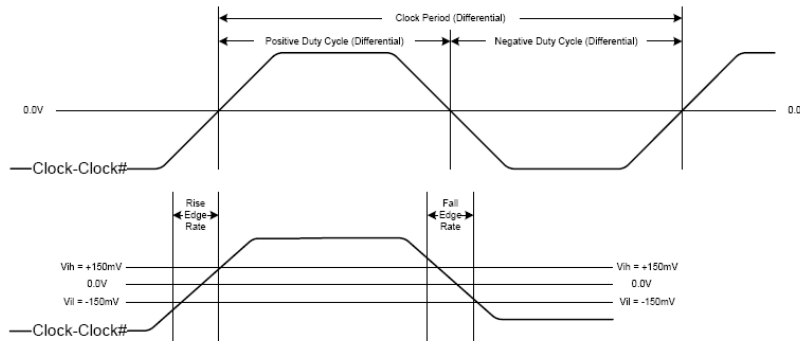 Clock Period (Differential)
Positive Duty Cycle (Differential)
Negative Duty Cycle (Differential)
0.0V
0.0
Clock-Clock#
Rise
Edge
Rate
Fall
Edge
Rate
Vih = +150mV
Vih = +150mV
0.0V
0.0V
Vil = -150mV
Vil = -150mV
Clock-Clock#